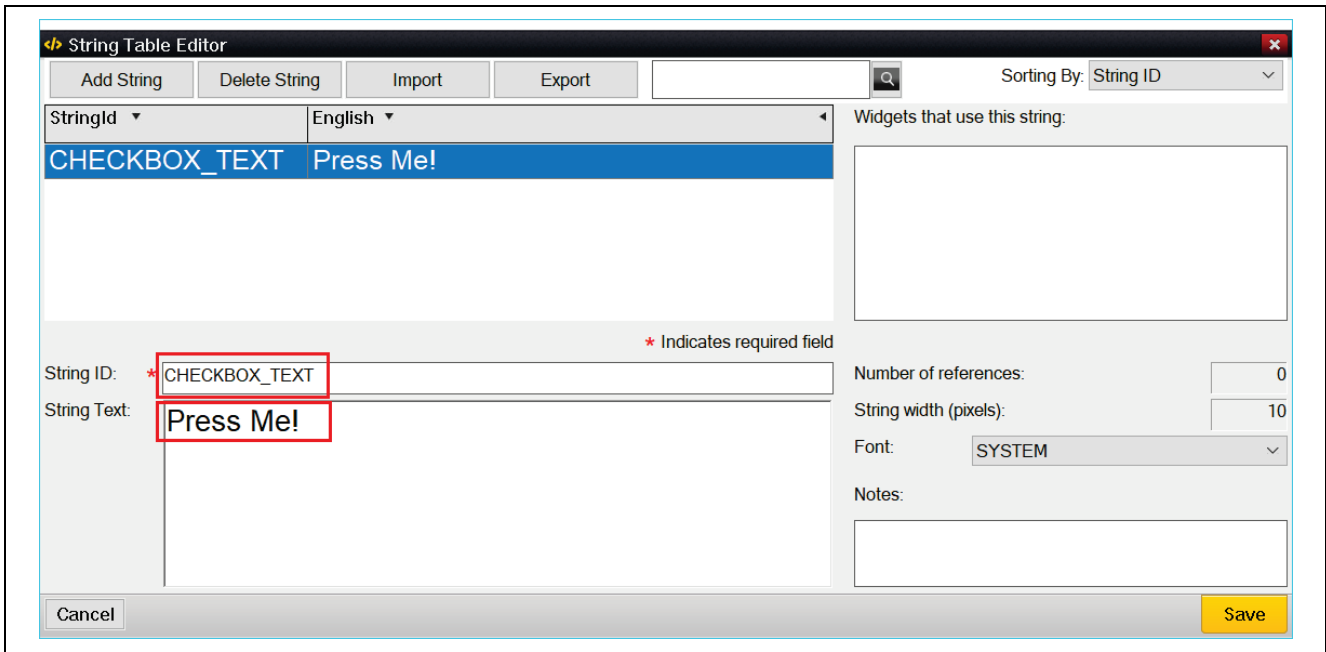 </> String Table Editor
Add String Delete String Import Export Sorting By: String ID
StringId English
CHECKBOX_TEXT Press Me!
Widgets that use this string:
* Indicates required field
String ID: * CHECKBOX_TEXT
String Text: Press Me!
Number of references: 0
String width (pixels): 10
Font: SYSTEM
Notes:
Cancel Save